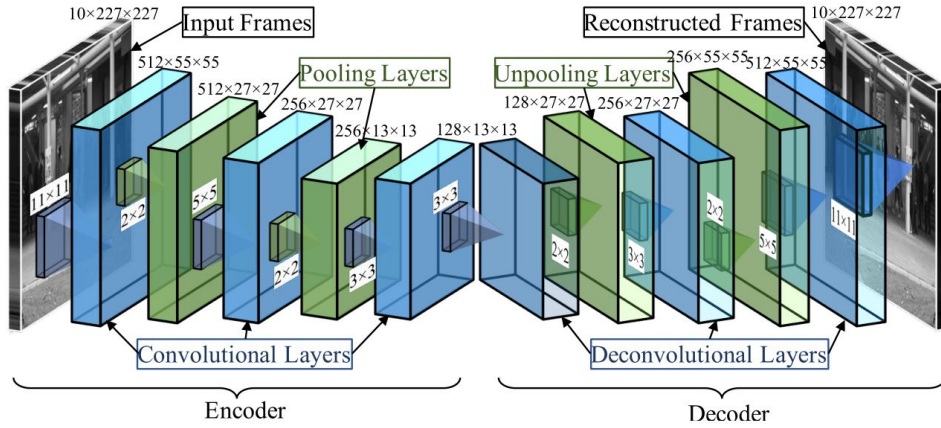 10×227×227
Input Frames
512×55×55
Pooling Layers
512×27×27
256×27×27
256×13×13
128×13×13
11×11
2×2
5×5
2×2
3×3
3×3
Convolutional Layers
Encoder
Reconstructed Frames
10×227×227
Unpooling Layers
256×55×55
512×55×55
128×27×27
256×27×27
2×2
3×3
2×2
5×5
11×11
Deconvolutional Layers
Decoder